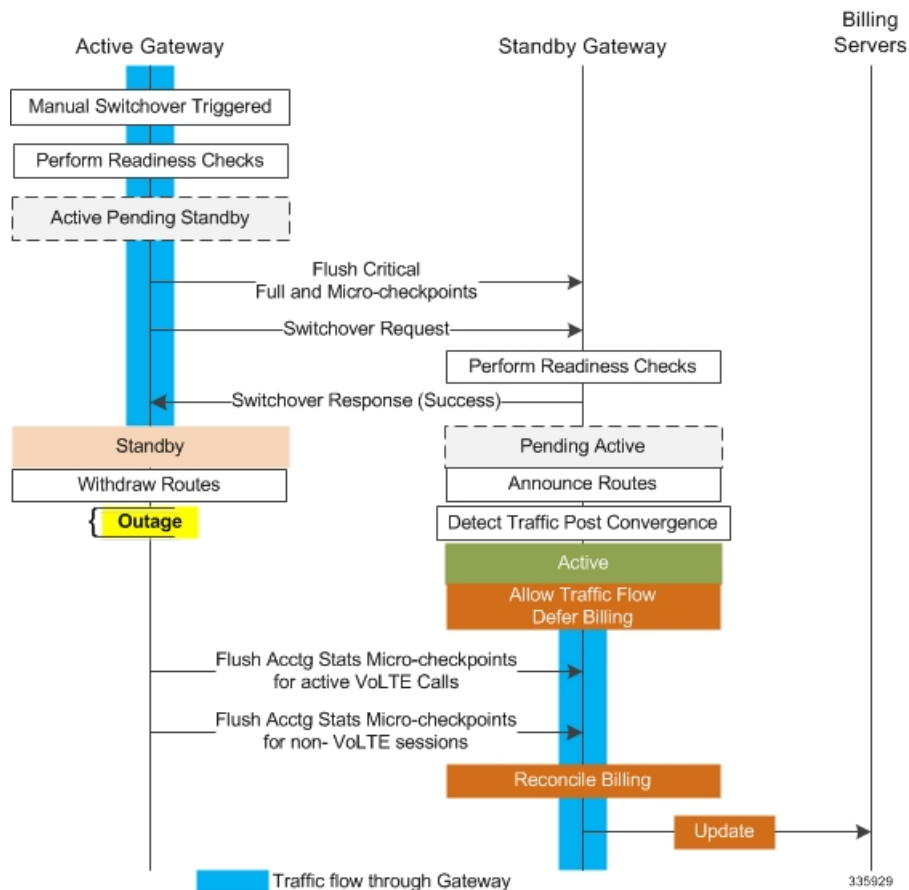 Billing
Servers
Active Gateway
Standby Gateway
Manual Switchover Triggered
Perform Readiness Checks
Active Pending Standby
Flush Critical
Full and Micro-checkpoints
Switchover Request
Perform Readiness Checks
Switchover Response (Success)
Standby
Pending Active
Withdraw Routes
Announce Routes
{ Outage
Detect Traffic Post Convergence
Active
Allow Traffic Flow
Defer Billing
Flush Acctg Stats Micro-checkpoints
for active VoLTE Calls
Flush Acctg Stats Micro-checkpoints
for non- VoLTE sessions
Reconcile Billing
Update
Traffic flow through Gateway
335929